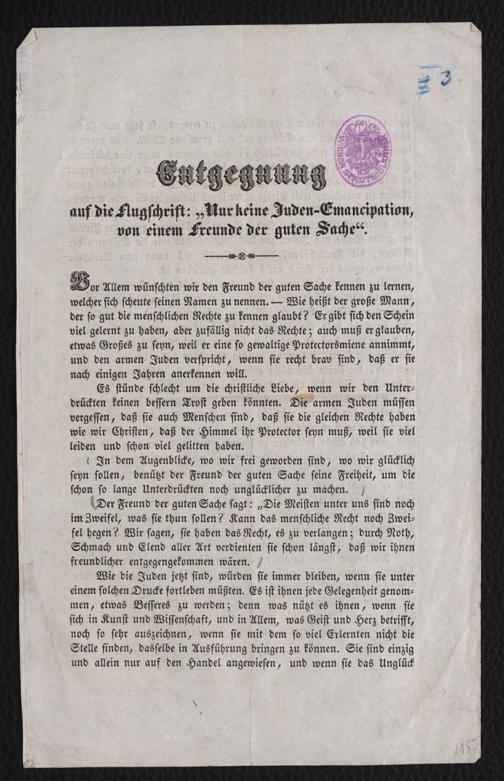 3.
Entgegnung
auf die Flugschrift: „Nur keine Juden-Emancipation,
von einem Freunde der guten Sache“.
Vor Allem wünschten wir den Freund der guten Sache kennen zu lernen,
welcher sich scheute seinen Namen zu nennen. — Wie heißt der große Mann,
der so gut die menschlichen Rechte zu kennen glaubt? Er gibt sich den Schein
viel gelernt zu haben, aber zufällig nicht das Rechte; auch muß er glauben,
etwas Großes zu seyn, weil er eine so gewaltige Protectorsmiene annimmt,
und den armen Juden verspricht, wenn sie recht brav sind, daß er sie
nach einigen Jahren anerkennen will.
Es stünde schlecht um die christliche Liebe, wenn wir den Unter-
drückten keinen bessern Trost geben könnten. Die armen Juden müssen
vergessen, daß sie auch Menschen sind, daß sie die gleichen Rechte haben
wie wir Christen, daß der Himmel ihr Protector seyn muß, weil sie viel
leiden und schon viel gelitten haben.
In dem Augenblicke, wo wir frei geworden sind, wo wir glücklich
seyn sollen, benützt der Freund der guten Sache seine Freiheit, um die
schon so lange Unterdrückten noch unglücklicher zu machen.
Der Freund der guten Sache sagt: „Die Meisten unter uns sind noch
im Zweifel, was sie thun sollen? Kann das menschliche Recht noch Zwei-
fel hegen? Wir sagen, sie haben das Recht, es zu verlangen; durch Noth,
Schmach und Elend aller Art verdienten sie schon längst, daß wir ihnen
freundlicher entgegengekommen wären.
Wie die Juden jetzt sind, würden sie immer bleiben, wenn sie unter
einem solchen Drucke fortleben müßten. Es ist ihnen jede Gelegenheit genom-
men, etwas Besseres zu werden; denn was nützt es ihnen, wenn sie
sich in Kunst und Wissenschaft, und in Allem, was Geist und Herz betrifft,
noch so sehr auszeichnen, wenn sie mit dem so viel Erlernten nicht die
Stelle finden, dasselbe in Ausführung bringen zu können. Sie sind einzig
und allein nur auf den Handel angewiesen, und wenn sie das Unglück